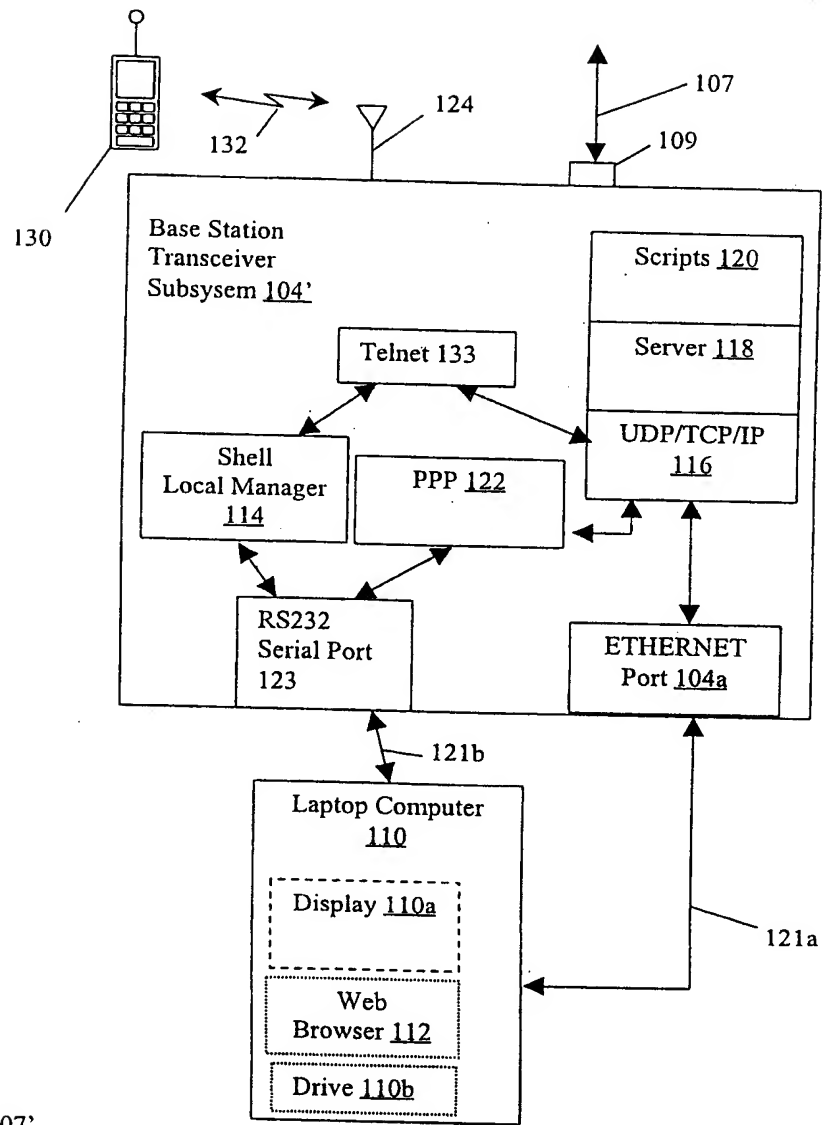 107
124
109
132
130
Base Station
Transceiver
Subsysem 104'
Scripts 120
Server 118
Telnet 133
UDP/TCP/IP
116
Shell
Local Manager
114
PPP 122
RS232
Serial Port
123
ETHERNET
Port 104a
121b
Laptop Computer
110
Display 110a
121a
Web
Browser 112
Drive 110b
07'